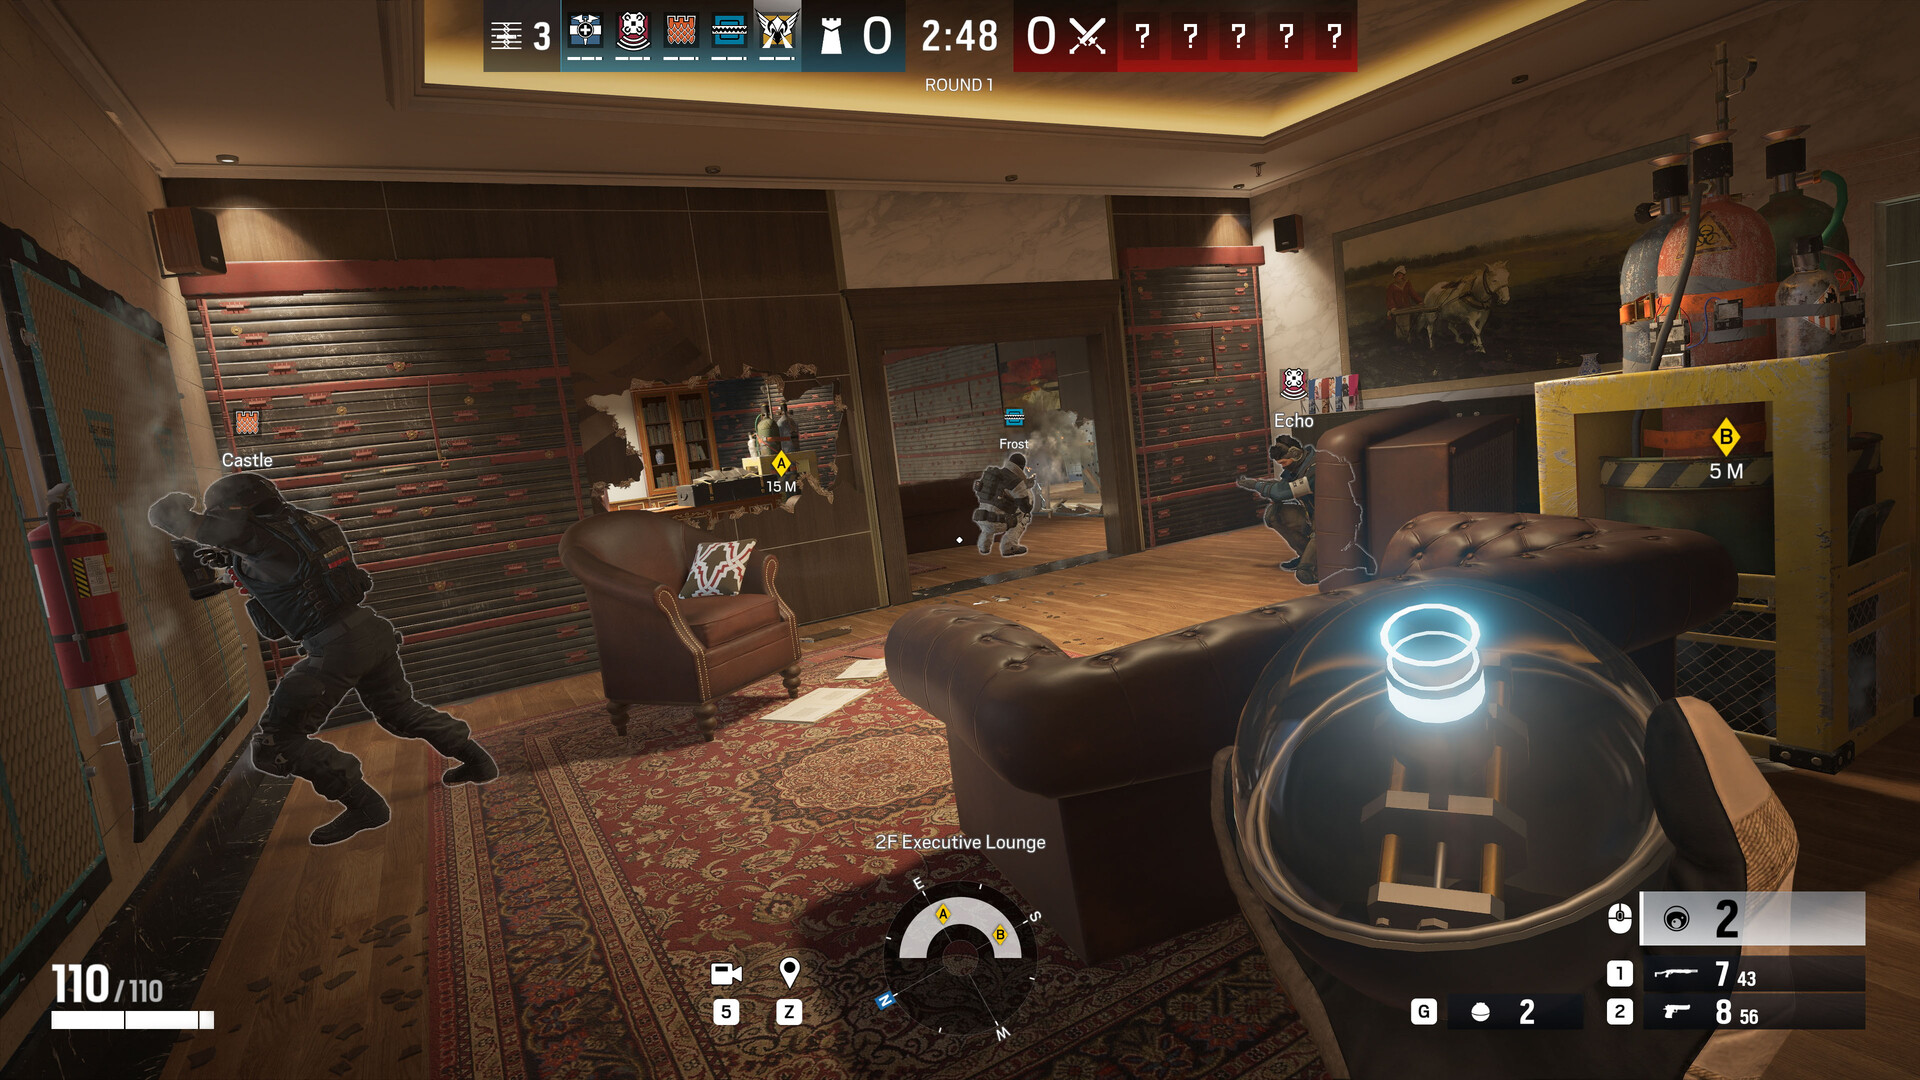 3
0
2:48
0
? ? ? ? ?
ROUND 1
Castle
A
15 M
Frost
Echo
B
5 M
2F Executive Lounge
E
S
A
B
N
W
110 / 110
5
Z
2
1
7 43
G
2
2
8 56